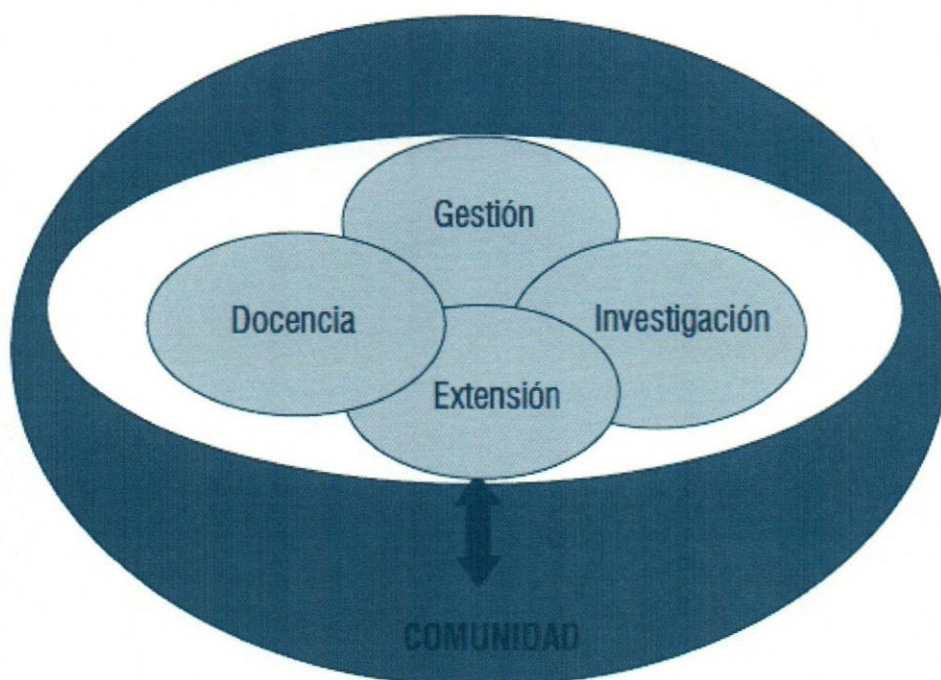 Gestión
Docencia
Investigación
Extensión
COMUNIDAD